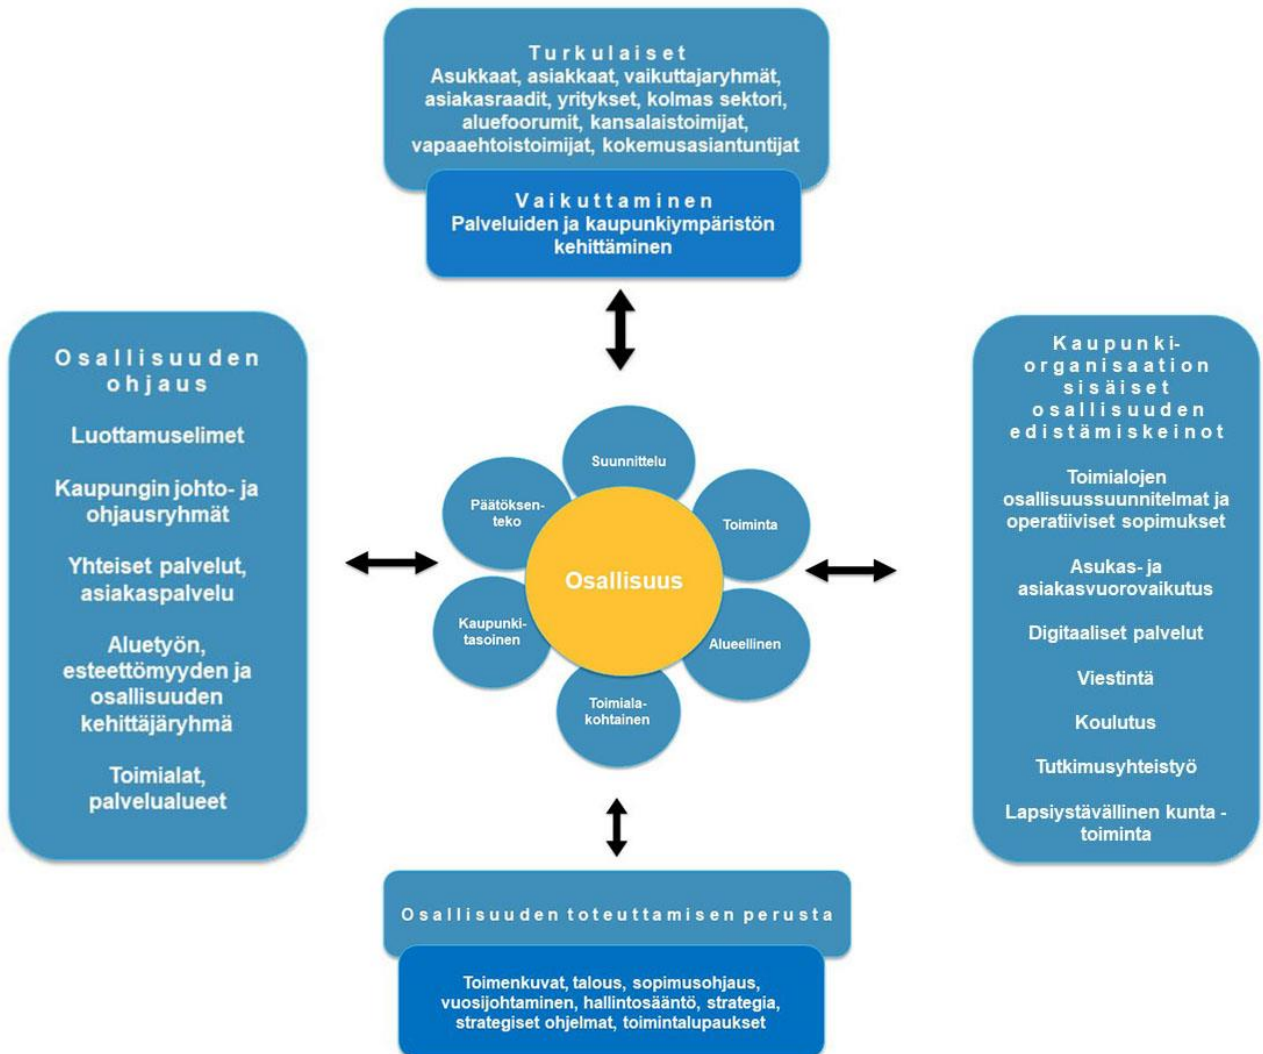 Turkulaiset
Asukkaat, asiakkaat, vaikuttajaryhmät,
asiakasraadit, yritykset, kolmas sektori,
aluefoorumit, kansalaistoimijat,
vapaaehtoistoimijat, kokemusasiantuntijat
Vaikuttaminen
Palveluiden ja kaupunkiympäristön
kehittäminen
Osallisuuden
ohjaus
Luottamuselimet
Kaupungin johto- ja
ohjausryhmät
Yhteiset palvelut,
asiakaspalvelu
Aluetyön,
esteettömyyden ja
osallisuuden
kehittäjäryhmä
Toimialat,
palvelualueet
Suunnittelu
Päätöksen-
teko
Toiminta
Osallisuus
Kaupunki-
tasoinen
Alueellinen
Toimiala-
kohtainen
Kaupunki-
organisaation
sisäiset
osallisuuden
edistämiskeinot
Toimialojen
osallisuussuunnitelmat ja
operatiiviset sopimukset
Asukas- ja
asiakasvuorovaikutus
Digitaaliset palvelut
Viestintä
Koulutus
Tutkimusyhteistyö
Lapsiystävällinen kunta -
toiminta
Osallisuuden toteuttamisen perusta
Toimenkuvat, talous, sopimusohjaus,
vuosijohtaminen, hallintosääntö, strategia,
strategiset ohjelmat, toimintalupaukset